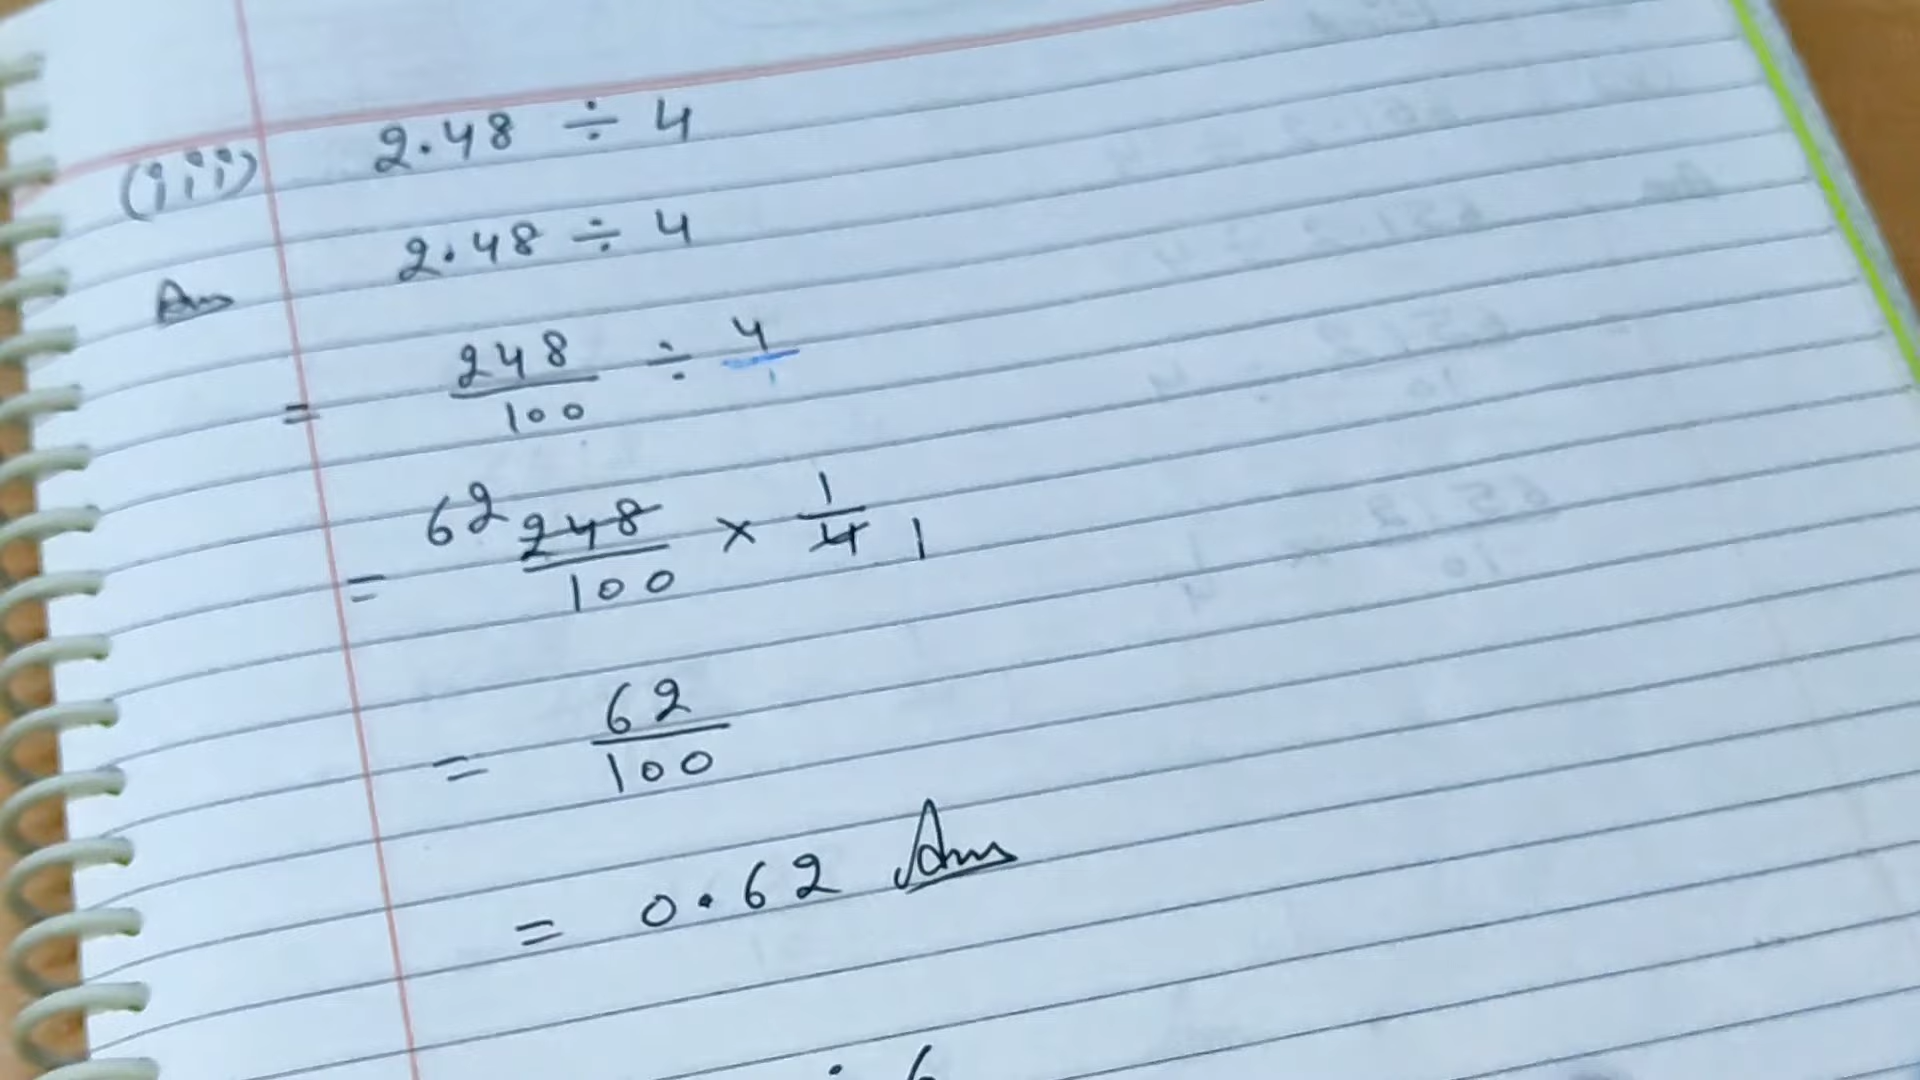 (iii) 2.48 ÷ 4
Ans 2.48 ÷ 4
= 248/100 ÷ 4/1
= 62 248/100 × 1/4 1
= 62/100
= 0.62 Ans
÷ 6